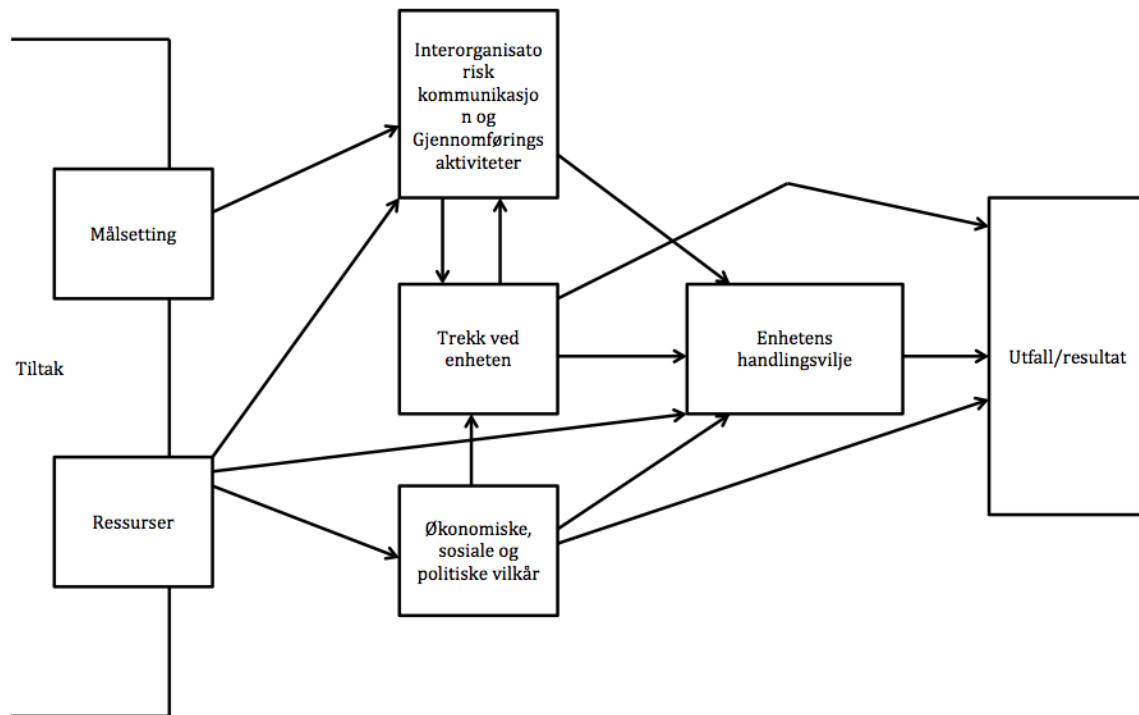 Interorganisato
risk
kommunikasjo
n og
Gjennomførings
aktiviteter
Målsetting
Tiltak
Trekk ved
enheten
Enhetens
handlingsvilje
Utfall/resultat
Ressurser
Økonomiske,
sosiale og
politiske vilkår